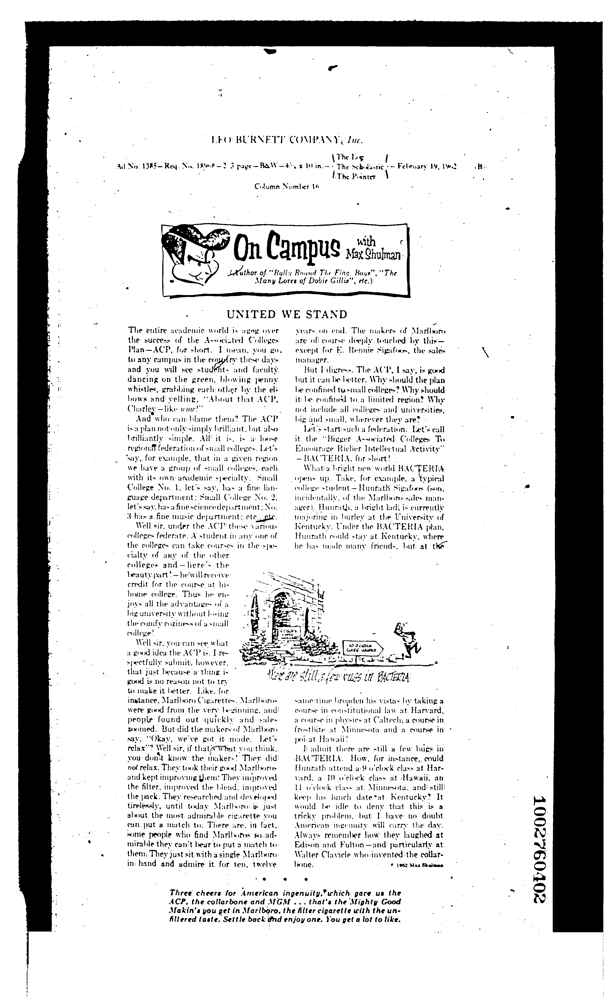 LEO BURNETT COMPANY, Inc.
The Log
Ad No. 1385—Req. No. 18968—2/3 page—B&W—4¾ x 10 in.— The Scholastic — February 19, 1962 B
The Pointer
Column Number 16
On Campus with
Max Shulman
(Author of "Rally Round The Flag, Boys", "The
Many Loves of Dobie Gillis", etc.)
UNITED WE STAND
The entire academic world is agog over
the success of the Associated Colleges
Plan—ACP, for short. I mean, you go
to any campus in the country these days
and you will see students and faculty
dancing on the green, blowing penny
whistles, grabbing each other by the el-
bows and yelling, "About that ACP,
Charley—like wow!"
And who can blame them? The ACP
is a plan not only simply brilliant, but also
brilliantly simple. All it is, is a loose
regional federation of small colleges. Let's
say, for example, that in a given region
we have a group of small colleges, each
with its own academic specialty. Small
College No. 1, let's say, has a fine lan-
guage department; Small College No. 2,
let's say, has a fine science department; No.
3 has a fine music department; etc., etc.
Well sir, under the ACP these various
colleges federate. A student in any one of
the colleges can take courses in the spe-
cialty of any of the other
colleges and—here's the
beauty part!—he will receive
credit for the course at his
home college. Thus he en-
joys all the advantages of a
big university without losing
the comfy coziness of a small
college!
Well sir, you can see what
a good idea the ACP is. I re-
spectfully submit, however,
that just because a thing is
good is no reason not to try
to make it better. Like, for
instance, Marlboro Cigarettes. Marlboros
were good from the very beginning, and
people found out quickly and sales
zoomed. But did the makers of Marlboro
say, "Okay, we've got it made. Let's
relax"? Well sir, if that's what you think,
you don't know the makers! They did
not relax. They took their good Marlboros
and kept improving them. They improved
the filter, improved the blend, improved
the pack. They researched and developed
tirelessly, until today Marlboro is just
about the most admirable cigarette you
can put a match to. There are, in fact,
some people who find Marlboros so ad-
mirable they can't bear to put a match to
them. They just sit with a single Marlboro
in hand and admire it for ten, twelve
years on end. The makers of Marlboro
are of course deeply touched by this—
except for E. Rennie Sigafoos, the sales
manager.
But I digress. The ACP, I say, is good
but it can be better. Why should the plan
be confined to small colleges? Why should
it be confined to a limited region? Why
not include all colleges and universities,
big and small, wherever they are?
Let's start such a federation. Let's call
it the "Bigger Associated Colleges To
Encourage Richer Intellectual Activity"
—BACTERIA, for short!
What a bright new world BACTERIA
opens up. Take, for example, a typical
college student—Hunrath Sigafoos (son,
incidentally, of the Marlboro sales man-
ager). Hunrath, a bright lad, is currently
majoring in burley at the University of
Kentucky. Under the BACTERIA plan,
Hunrath could stay at Kentucky, where
he has made many friends, but at the
There are still a few bugs in BACTERIA
same time broaden his vistas by taking a
course in constitutional law at Harvard,
a course in physics at Caltech, a course in
frostbite at Minnesota and a course in
poi at Hawaii!
I admit there are still a few bugs in
BACTERIA. How, for instance, could
Hunrath attend a 9 o'clock class at Har-
vard, a 10 o'clock class at Hawaii, an
11 o'clock class at Minnesota, and still
keep his lunch date at Kentucky? It
would be idle to deny that this is a
tricky problem, but I have no doubt
American ingenuity will carry the day.
Always remember how they laughed at
Edison and Fulton—and particularly at
Walter Clavicle who invented the collar-
bone.
© 1962 Max Shulman
* * *
Three cheers for American ingenuity, which gave us the
ACP, the collarbone and MGM . . . that's the Mighty Good
Makin's you get in Marlboro, the filter cigarette with the un-
filtered taste. Settle back and enjoy one. You get a lot to like.
1002760402